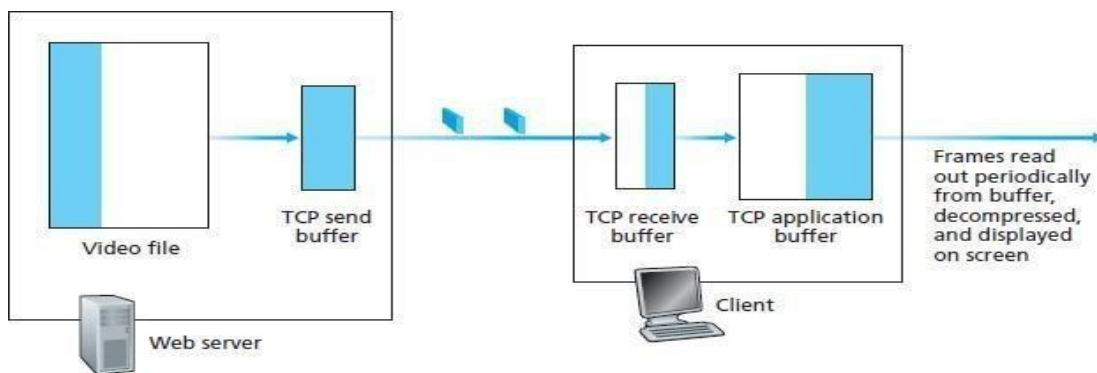 Video file
TCP send
buffer
TCP receive
buffer
TCP application
buffer
Frames read
out periodically
from buffer,
decompressed,
and displayed
on screen
Web server
Client